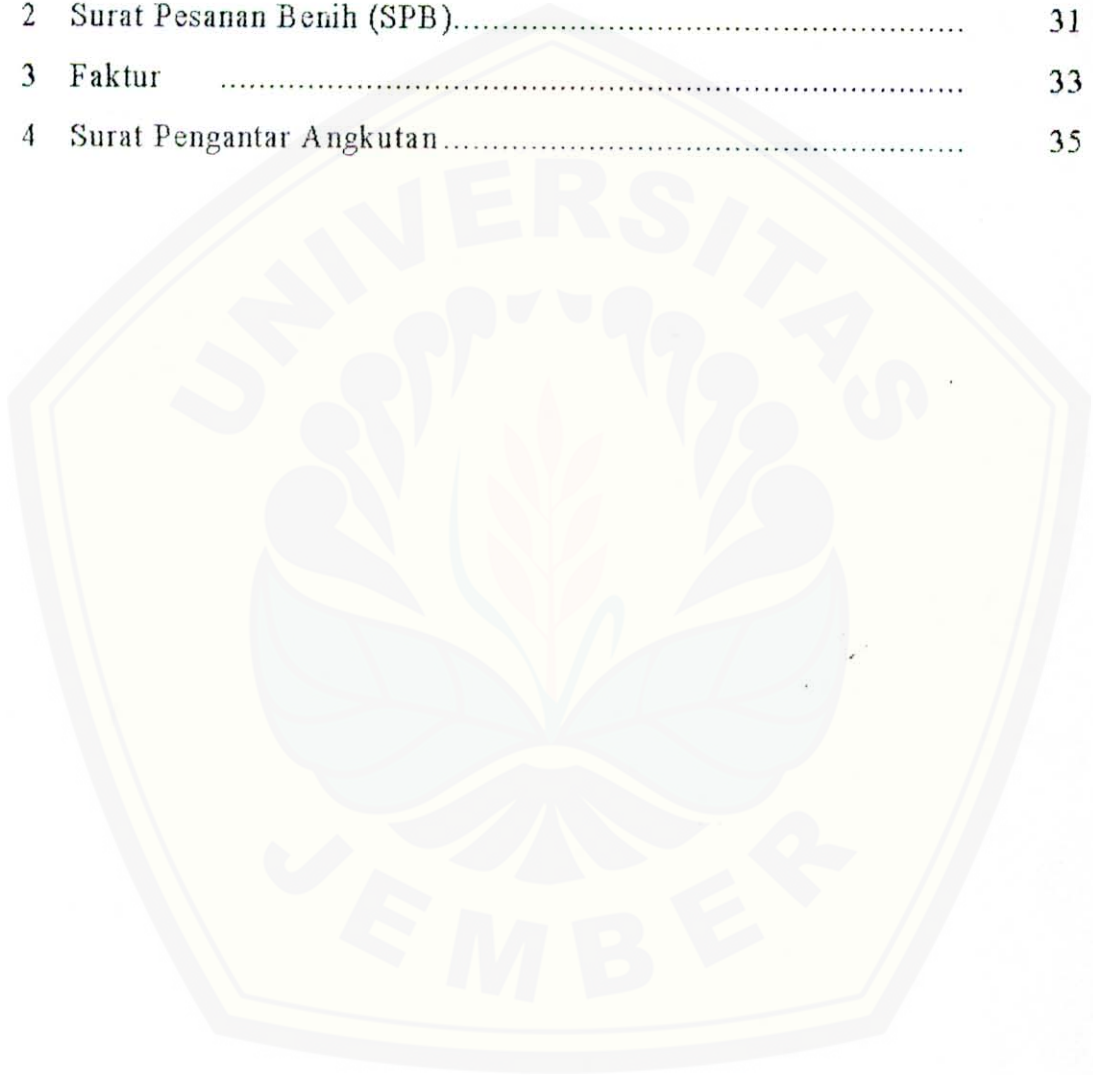 2 Surat Pesanan Benih (SPB)........................................................ 31
3 Faktur ................................................................................. 33
4 Surat Pengantar Angkutan......................................................... 35
UNIVERSITAS
JEMBER